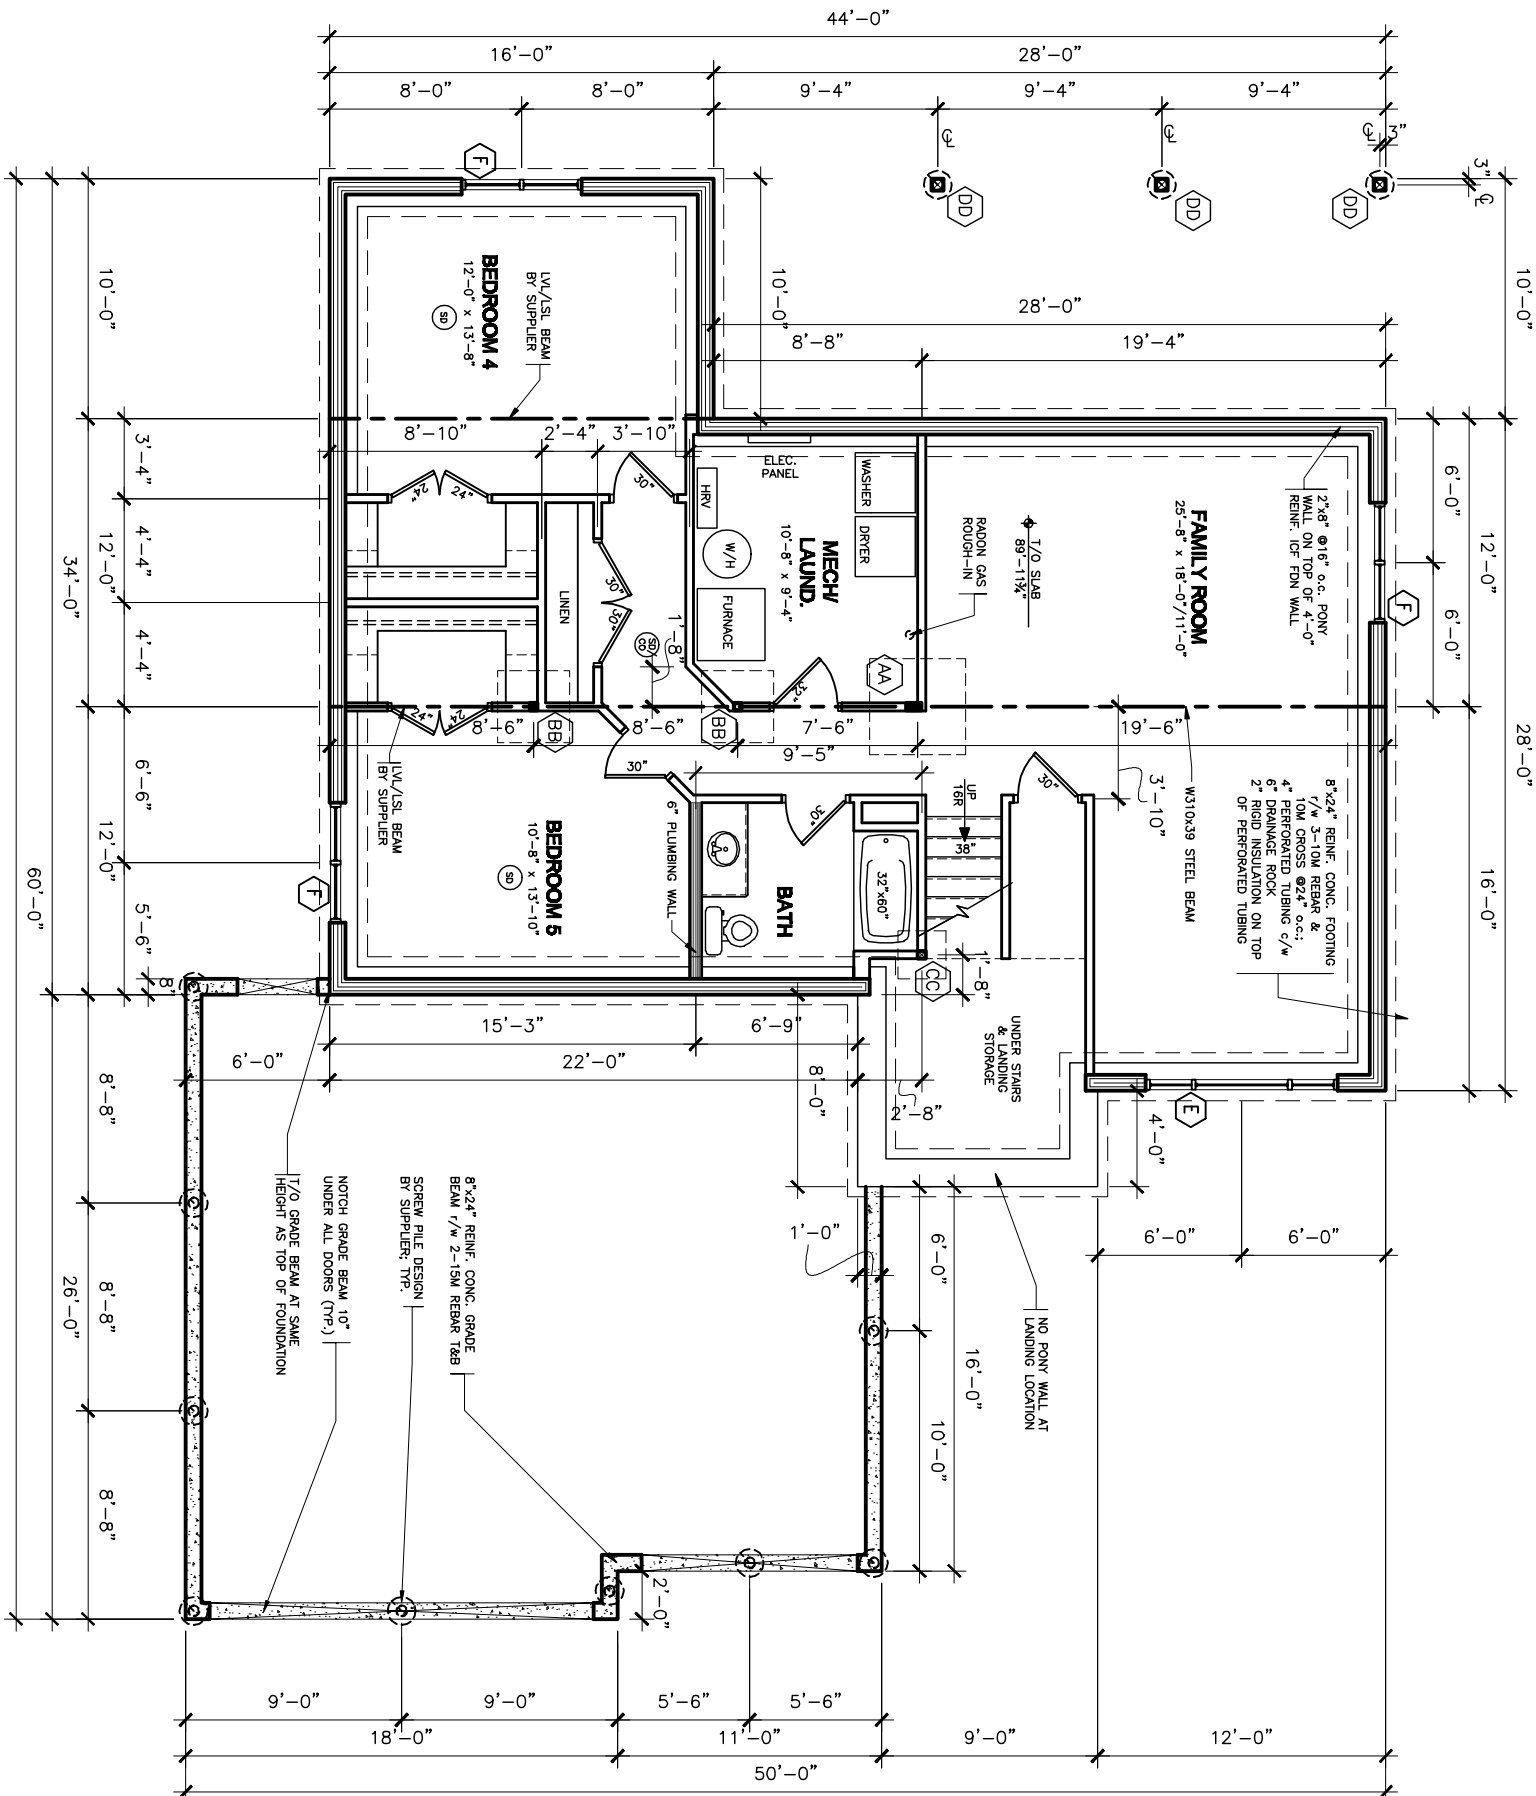 44'-0"
16'-0"
28'-0"
8'-0"
8'-0"
9'-4"
9'-4"
9'-4"
℄
℄
℄
3"
3"
℄
F
DD
DD
DD
10'-0"
10'-0"
10'-0"
28'-0"
8'-8"
19'-4"
BEDROOM 4
12'-0" x 13'-8"
SD
LVL/LSL BEAM
BY SUPPLIER
8'-10"
2'-4"
3'-10"
3'-4"
4'-4"
4'-4"
12'-0"
34'-0"
6'-6"
5'-6"
12'-0"
60'-0"
ELEC.
PANEL
WASHER
DRYER
HRV
W/H
FURNACE
MECH/
LAUND.
10'-8" x 9'-4"
RADON GAS
ROUGH-IN
T/O SLAB
89'-11¾"
FAMILY ROOM
25'-8" x 18'-0"/11'-0"
2"x8" @16" o.c. PONY
WALL ON TOP OF 4'-0"
REINF. ICF FDN WALL
6'-0"
6'-0"
12'-0"
28'-0"
16'-0"
F
24"
24"
30"
30"
30"
LINEN
SD
CO
1'-8"
32"
AA
BB
BB
24"
24"
8'-6"
8'-6"
7'-6"
19'-6"
9'-5"
3'-10"
W310x39 STEEL BEAM
8"x24" REINF. CONC. FOOTING
r/w 3-10M REBAR &
10M CROSS @24" o.c.;
4" PERFORATED TUBING c/w
6" DRAINAGE ROCK
2" RIGID INSULATION ON TOP
OF PERFORATED TUBING
LVL/LSL BEAM
BY SUPPLIER
30"
30"
30"
UP
16R
38"
32"x60"
BATH
6" PLUMBING WALL
BEDROOM 5
10'-8" x 13'-10"
SD
F
CC
1'-8"
UNDER STAIRS
& LANDING
STORAGE
8"
15'-3"
6'-9"
6'-0"
22'-0"
8'-0"
2'-8"
4'-0"
E
8'-8"
8'-8"
8'-8"
26'-0"
T/O GRADE BEAM AT SAME
HEIGHT AS TOP OF FOUNDATION
NOTCH GRADE BEAM 10"
UNDER ALL DOORS (TYP.)
SCREW PILE DESIGN
BY SUPPLIER; TYP.
8"x24" REINF. CONC. GRADE
BEAM r/w 2-15M REBAR T&B
1'-0"
6'-0"
10'-0"
16'-0"
NO PONY WALL AT
LANDING LOCATION
6'-0"
6'-0"
2'-0"
9'-0"
9'-0"
5'-6"
5'-6"
18'-0"
11'-0"
9'-0"
12'-0"
50'-0"